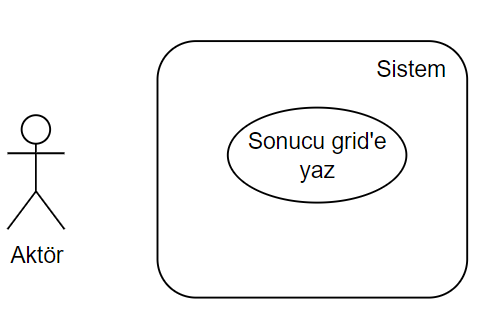 Sistem
Sonucu grid'e
yaz
Aktör